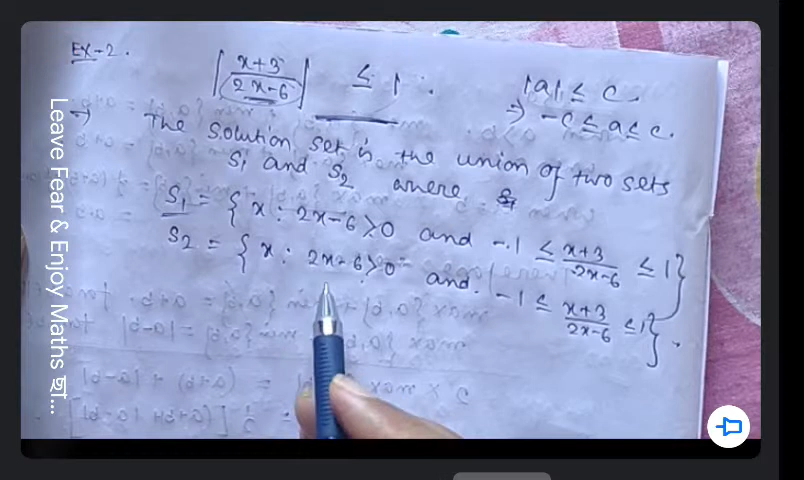 Ex-2.
|x+3 / 2x-6| ≤ 1. |a| ≤ c.
⇒ -c ≤ a ≤ c.
→ The solution set is the union of two sets
S1 and S2 where
S1 = {x : 2x-6>0 and -1 ≤ x+3 / 2x-6 ≤ 1}
S2 = {x : 2x-6>0 and -1 ≤ x+3 / 2x-6 ≤ 1}.
Leave Fear & Enjoy Maths